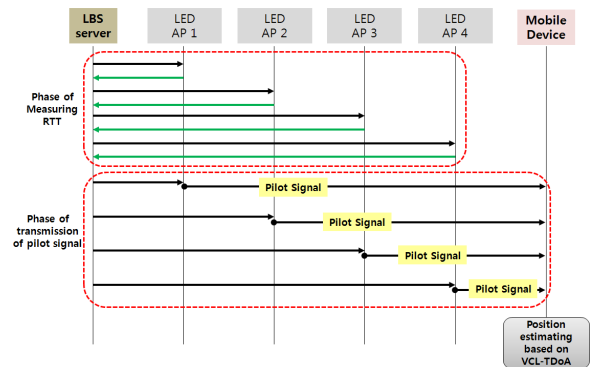 LBS
server
LED
AP 1
LED
AP 2
LED
AP 3
LED
AP 4
Mobile
Device
Phase of
Measuring
RTT
Phase of
transmission
of pilot signal
Pilot Signal
Pilot Signal
Pilot Signal
Pilot Signal
Position
estimating
based on
VCL-TDoA